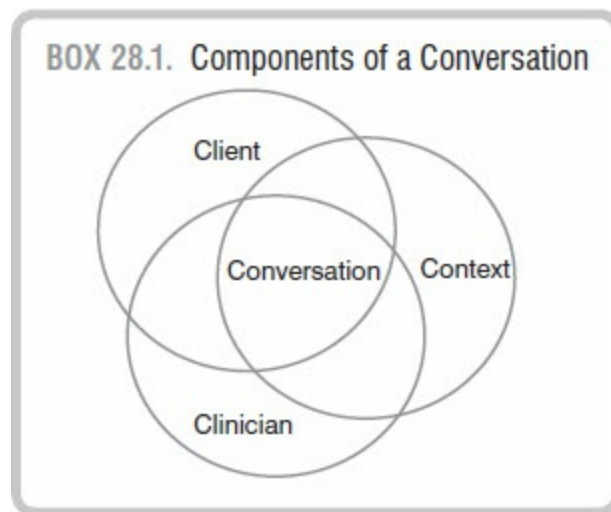 BOX 28.1. Components of a Conversation
Client
Conversation
Context
Clinician